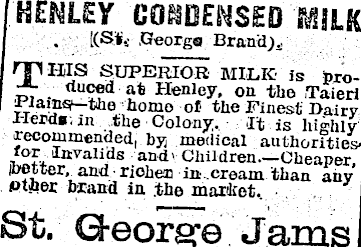 HENLEY CONDENSED MILK
(St. George Brand).
THIS SUPERIOR MILK is pro-
duced at Henley, on the Taieri
Plains—the home of the Finest Dairy
Herds in the Colony. It is highly
recommended by medical authorities
for Invalids and Children.—Cheaper,
better, and richer in cream than any
other brand in the market.
St. George Jams